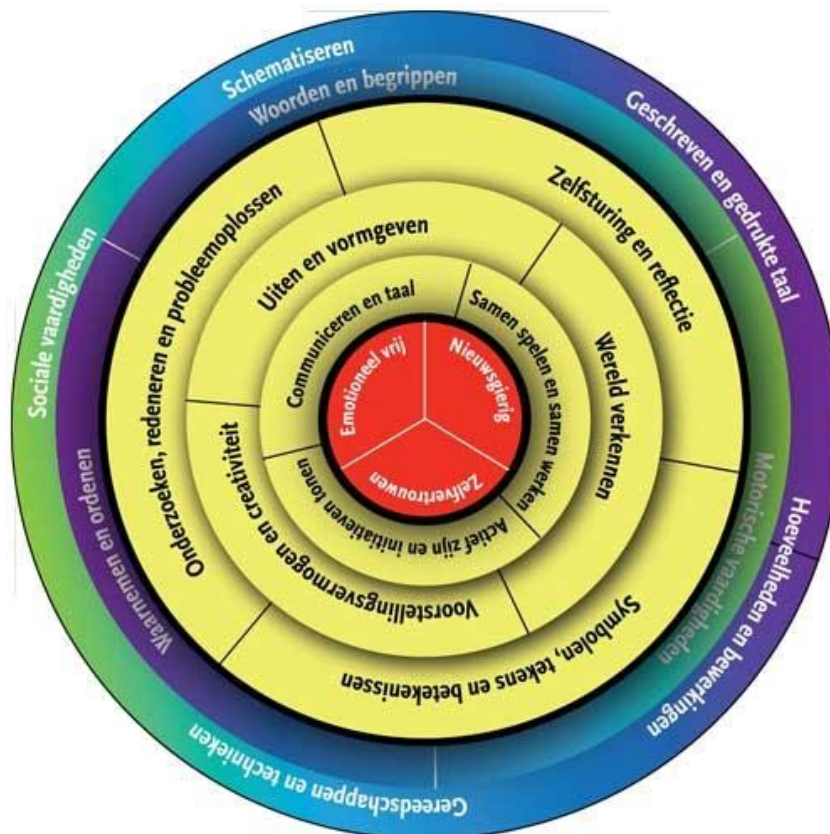 Schematiseren
Woorden en begrippen
Geschreven en gedrukte taal
Sociale vaardigheden
Waarnemen en ordenen
Motorische vaardigheden
Hoeveelheden en bewerkingen
Gereedschappen en technieken
Onderzoeken, redeneren en probleemoplossen
Zelfsturing en reflectie
Symbolen, tekens en betekenissen
Uiten en vormgeven
Wereld verkennen
Voorstellingsvermogen en creativiteit
Communiceren en taal
Samen spelen en samen werken
Actief zijn en initiatieven tonen
Emotioneel vrij
Nieuwsgierig
Zelfvertrouwen